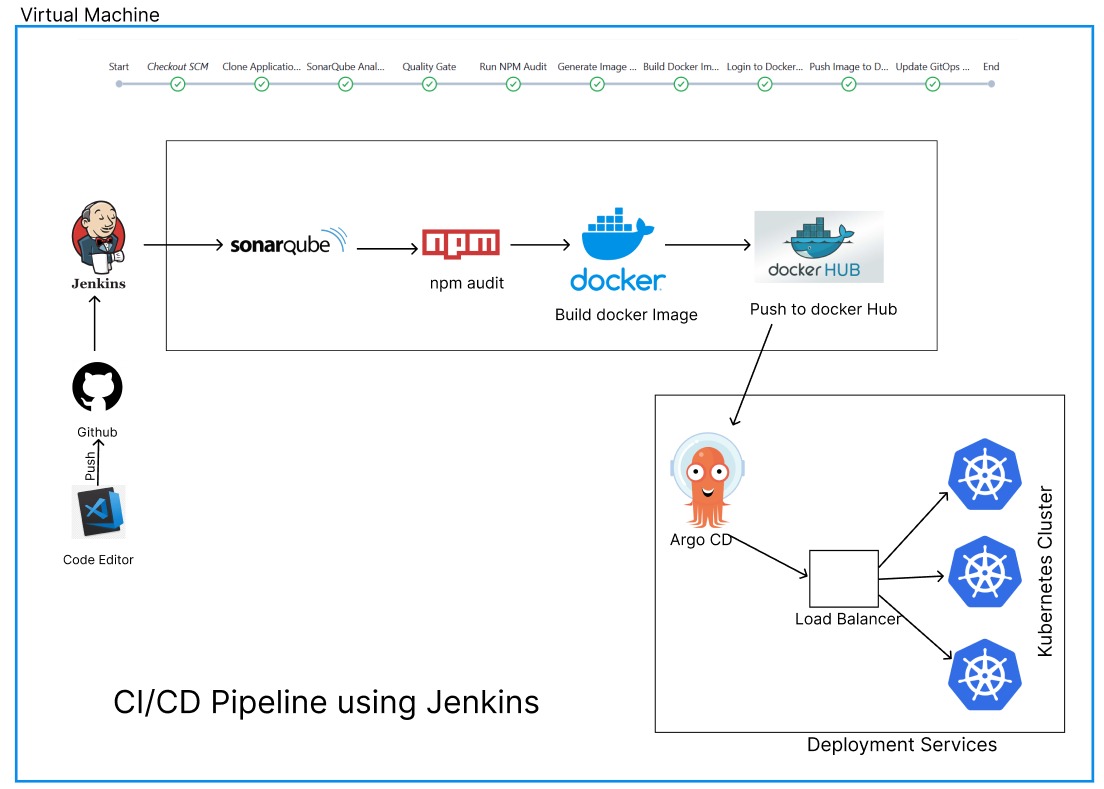 Virtual Machine
Start
Checkout SCM
Clone Applicatio...
SonarQube Anal...
Quality Gate
Run NPM Audit
Generate Image ...
Build Docker Im...
Login to Docker...
Push Image to D...
Update GitOps ...
End
Jenkins
sonarqube
npm
npm audit
docker
Build docker Image
docker HUB
Push to docker Hub
Github
Push
Code Editor
Argo CD
Load Balancer
Kubernetes Cluster
CI/CD Pipeline using Jenkins
Deployment Services